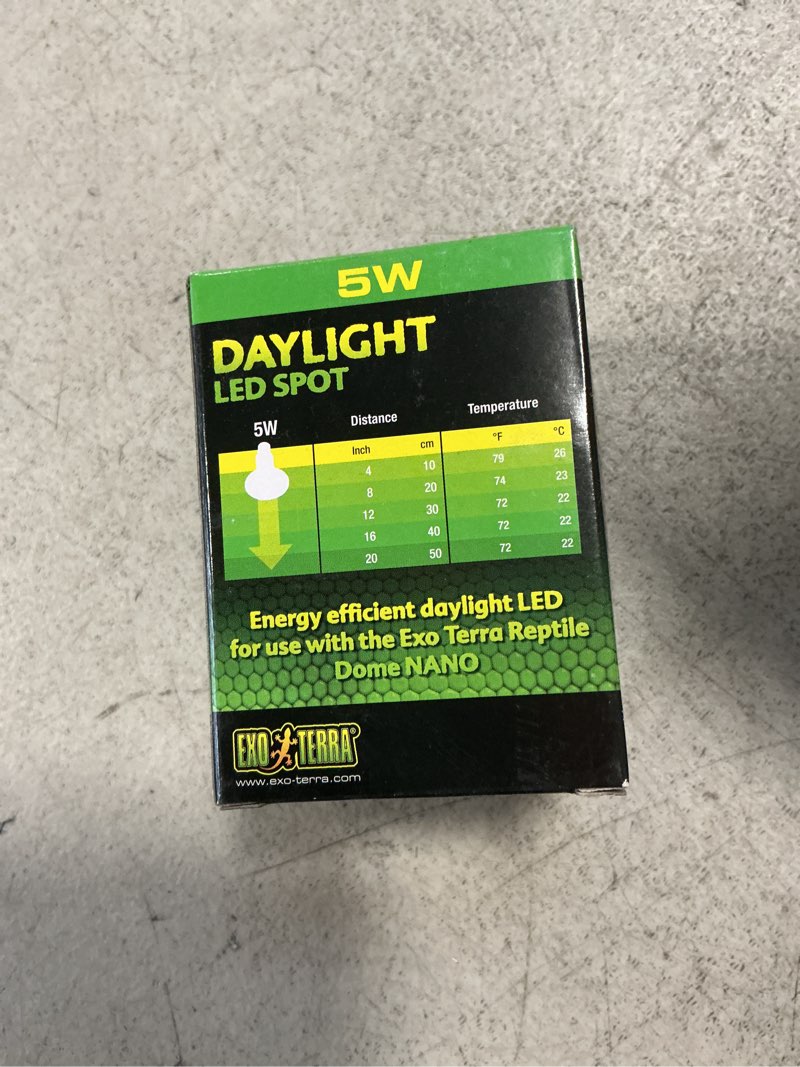 5W
DAYLIGHT
LED SPOT
5W Distance Temperature
Inch cm °F °C
4 10 79 26
8 20 74 23
12 30 72 22
16 40 72 22
20 50 72 22
Energy efficient daylight LED
for use with the Exo Terra Reptile
Dome NANO
EXO TERRA®
www.exo-terra.com